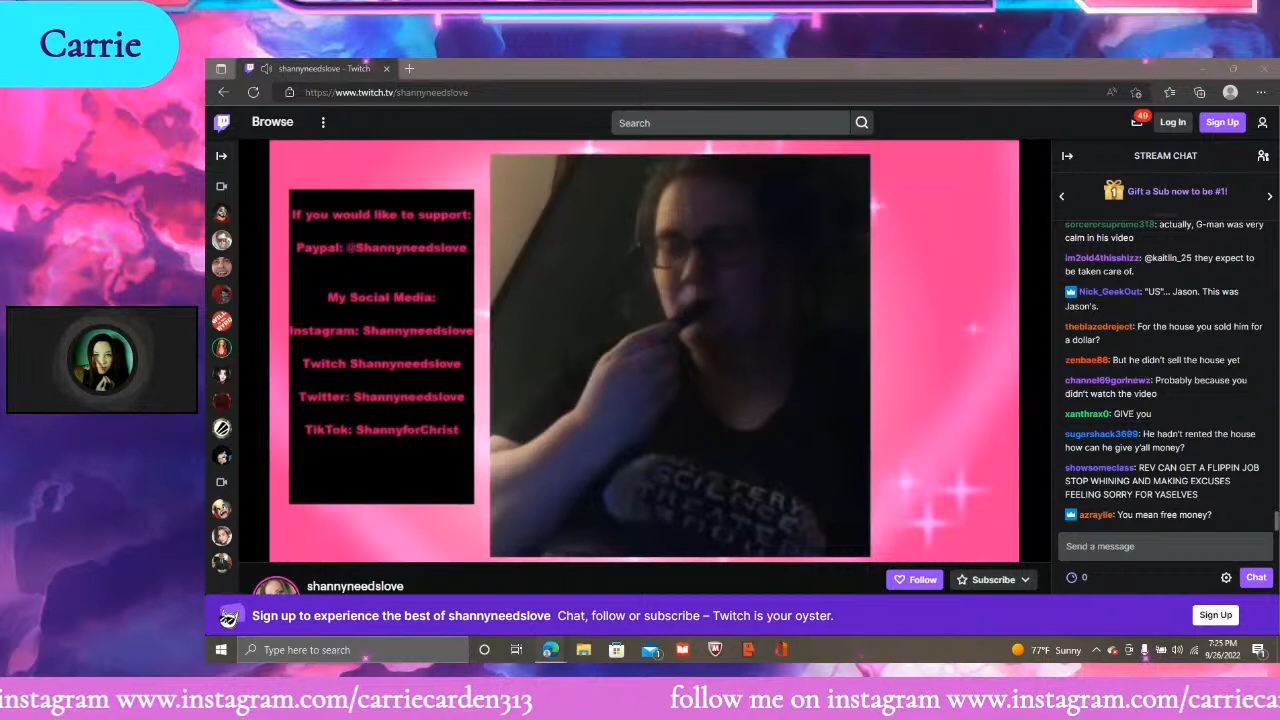 Carrie
shannyneedslove - Twitch
https://www.twitch.tv/shannyneedslove
Browse
Search
49
Log In
Sign Up
If you would like to support:
Paypal: @Shannyneedslove
My Social Media:
Instagram: Shannyneedslove
Twitch Shannyneedslove
Twitter: Shannyneedslove
TikTok: ShannyforChrist
MYSTERY
SCIENCE
THEATER
STREAM CHAT
1
Gift a Sub now to be #1!
sorcerersupreme318: actually, G-man was very
calm in his video
im2old4thisshizz: @kaitlin_25 they expect to
be taken care of.
Nick_GeekOut: "US"... Jason. This was
Jason's.
theblazedreject: For the house you sold him for
a dollar?
zenbae86: But he didn't sell the house yet
channel69gorlnewz: Probably because you
didn't watch the video
xanthrax0: GIVE you
sugarshack3699: He hadn't rented the house
how can he give y'all money?
showsomeclass: REV CAN GET A FLIPPIN JOB
STOP WHINING AND MAKING EXCUSES
FEELING SORRY FOR YASELVES
azraylie: You mean free money?
Send a message
0
Chat
shannyneedslove
Follow
Subscribe
Sign up to experience the best of shannyneedslove Chat, follow or subscribe – Twitch is your oyster.
Sign Up
Type here to search
77°F Sunny
7:25 PM
9/26/2022
instagram www.instagram.com/carriecarden313 follow me on instagram www.instagram.com/carrieca